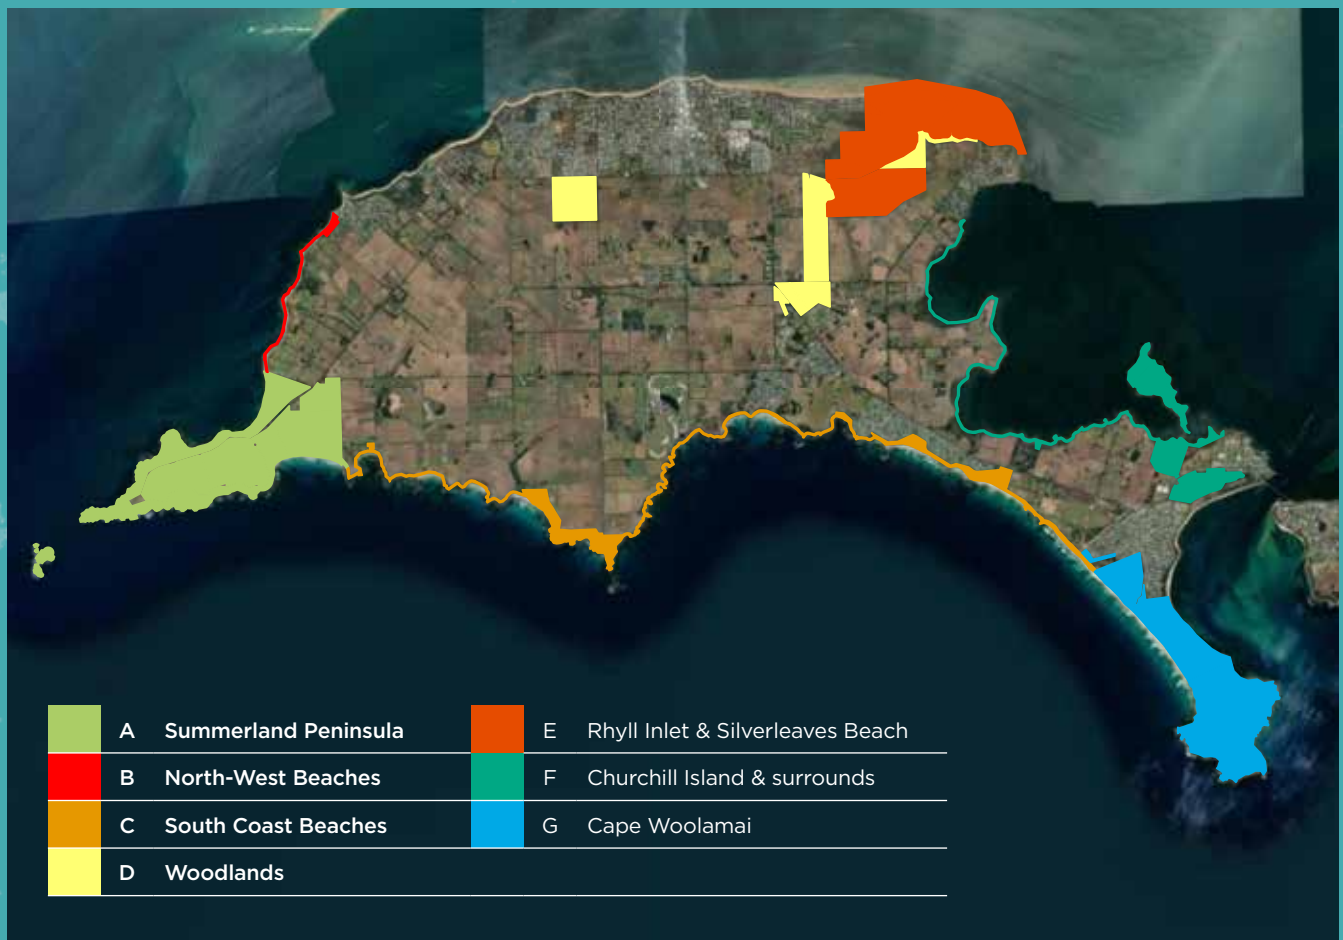 A Summerland Peninsula
B North-West Beaches
C South Coast Beaches
D Woodlands
E Rhyll Inlet & Silverleaves Beach
F Churchill Island & surrounds
G Cape Woolamai